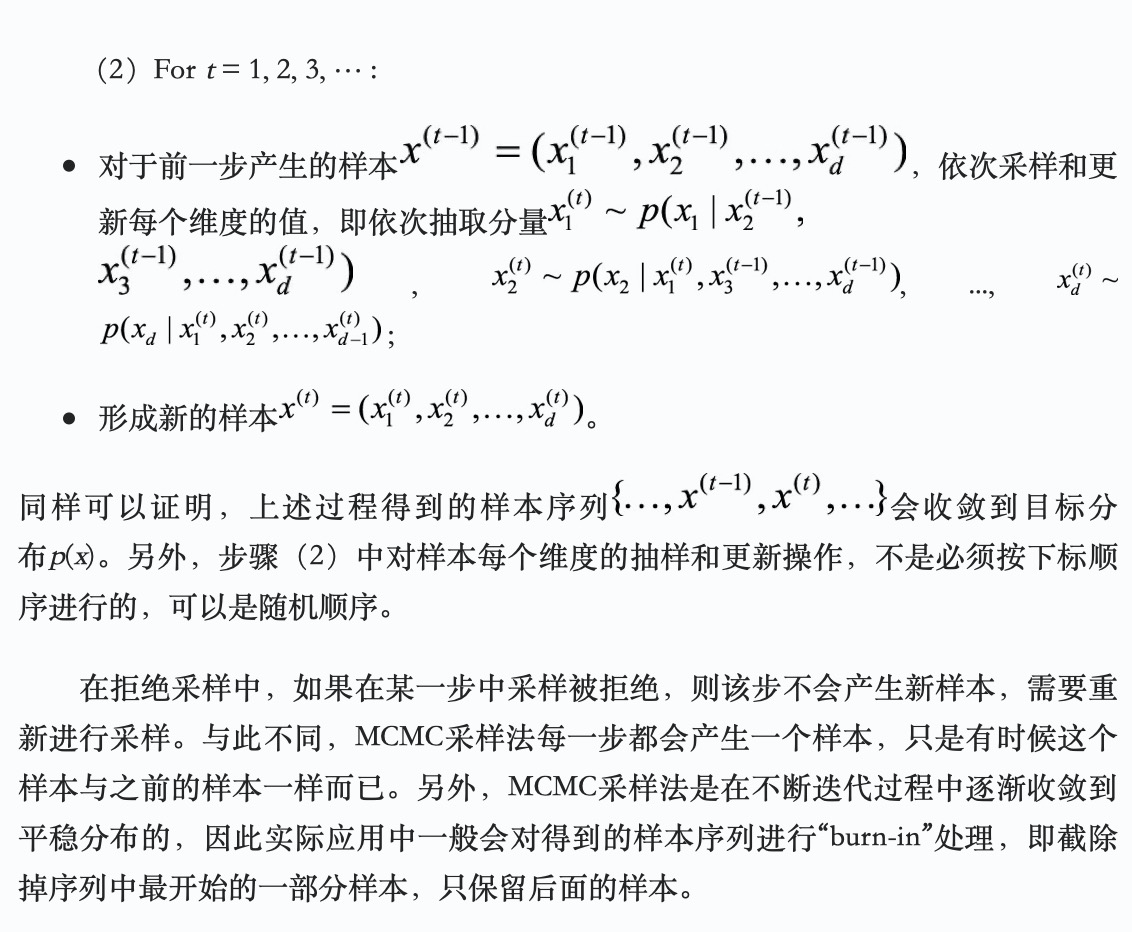 （2）For t = 1, 2, 3, ⋯ :
• 对于前一步产生的样本x^(t−1) = (x_1^(t−1), x_2^(t−1), …, x_d^(t−1))，依次采样和更
新每个维度的值，即依次抽取分量x_1^(t) ~ p(x_1 | x_2^(t−1),
x_3^(t−1), …, x_d^(t−1)) ， x_2^(t) ~ p(x_2 | x_1^(t), x_3^(t−1), …, x_d^(t−1)), ..., x_d^(t) ~
p(x_d | x_1^(t), x_2^(t), …, x_{d−1}^(t))；
• 形成新的样本x^(t) = (x_1^(t), x_2^(t), …, x_d^(t))。
同样可以证明，上述过程得到的样本序列{…, x^(t−1), x^(t), …}会收敛到目标分
布p(x)。另外，步骤（2）中对样本每个维度的抽样和更新操作，不是必须按下标顺
序进行的，可以是随机顺序。
在拒绝采样中，如果在某一步中采样被拒绝，则该步不会产生新样本，需要重
新进行采样。与此不同，MCMC采样法每一步都会产生一个样本，只是有时候这个
样本与之前的样本一样而已。另外，MCMC采样法是在不断迭代过程中逐渐收敛到
平稳分布的，因此实际应用中一般会对得到的样本序列进行“burn-in”处理，即截除
掉序列中最开始的一部分样本，只保留后面的样本。